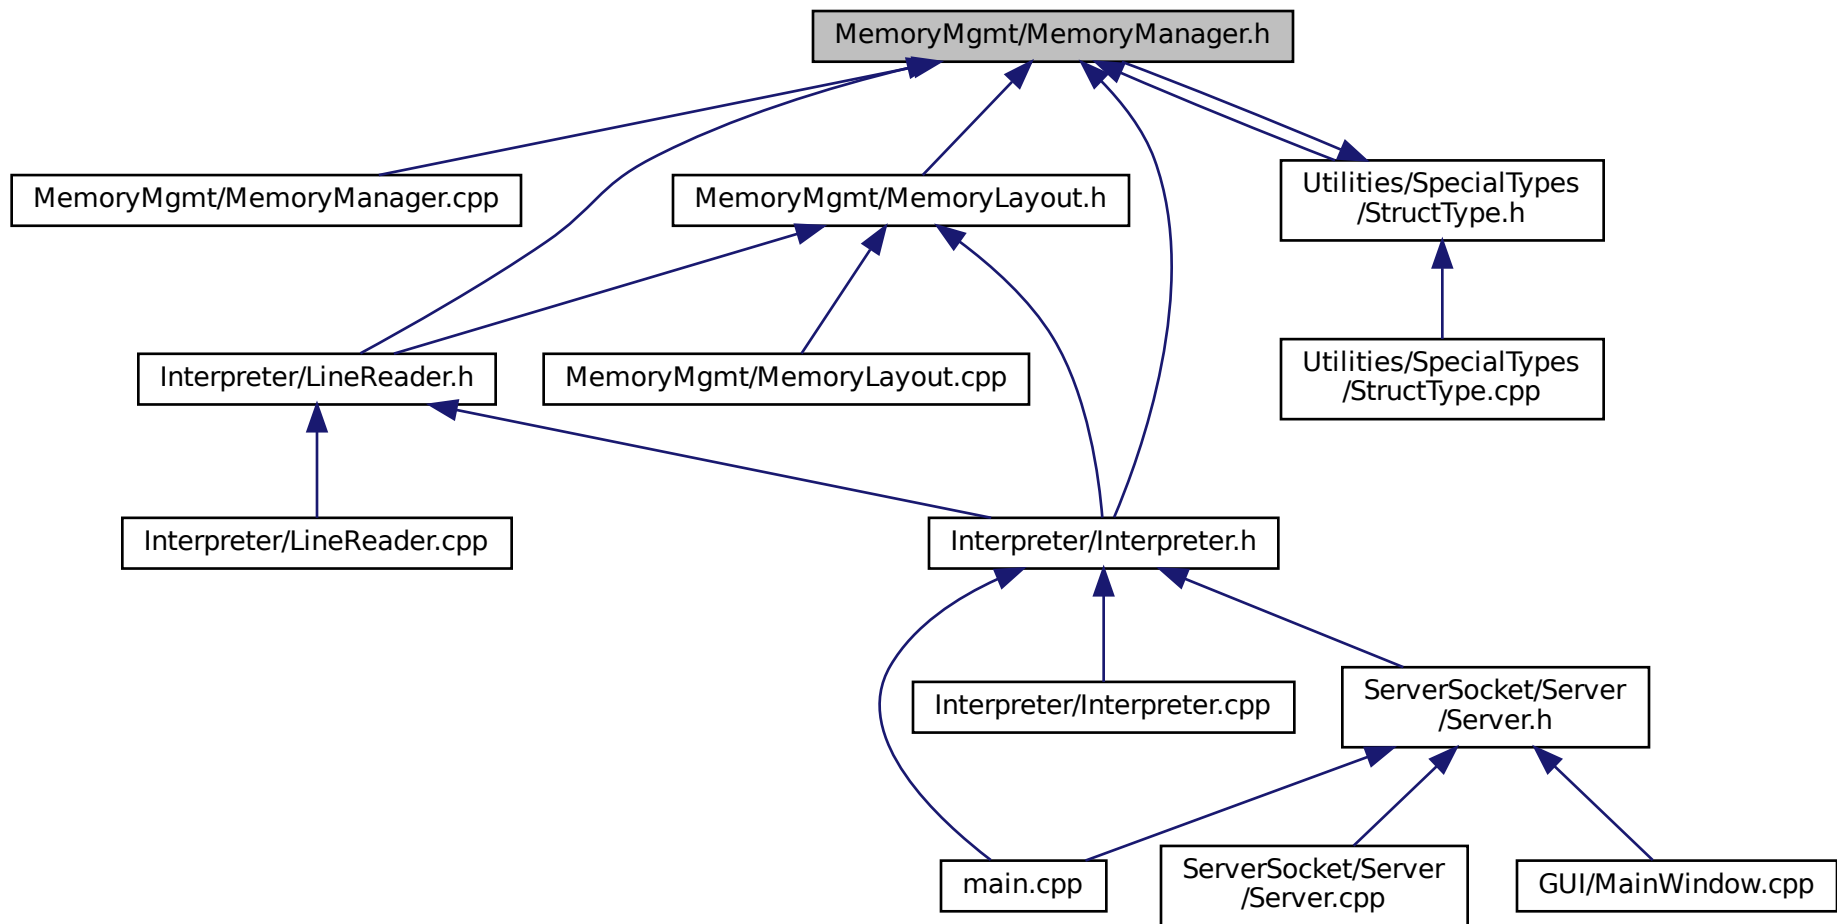 MemoryMgmt/MemoryManager.h
MemoryMgmt/MemoryManager.cpp
MemoryMgmt/MemoryLayout.h
Utilities/SpecialTypes
/StructType.h
Interpreter/LineReader.h
MemoryMgmt/MemoryLayout.cpp
Utilities/SpecialTypes
/StructType.cpp
Interpreter/LineReader.cpp
Interpreter/Interpreter.h
Interpreter/Interpreter.cpp
ServerSocket/Server
/Server.h
main.cpp
ServerSocket/Server
/Server.cpp
GUI/MainWindow.cpp